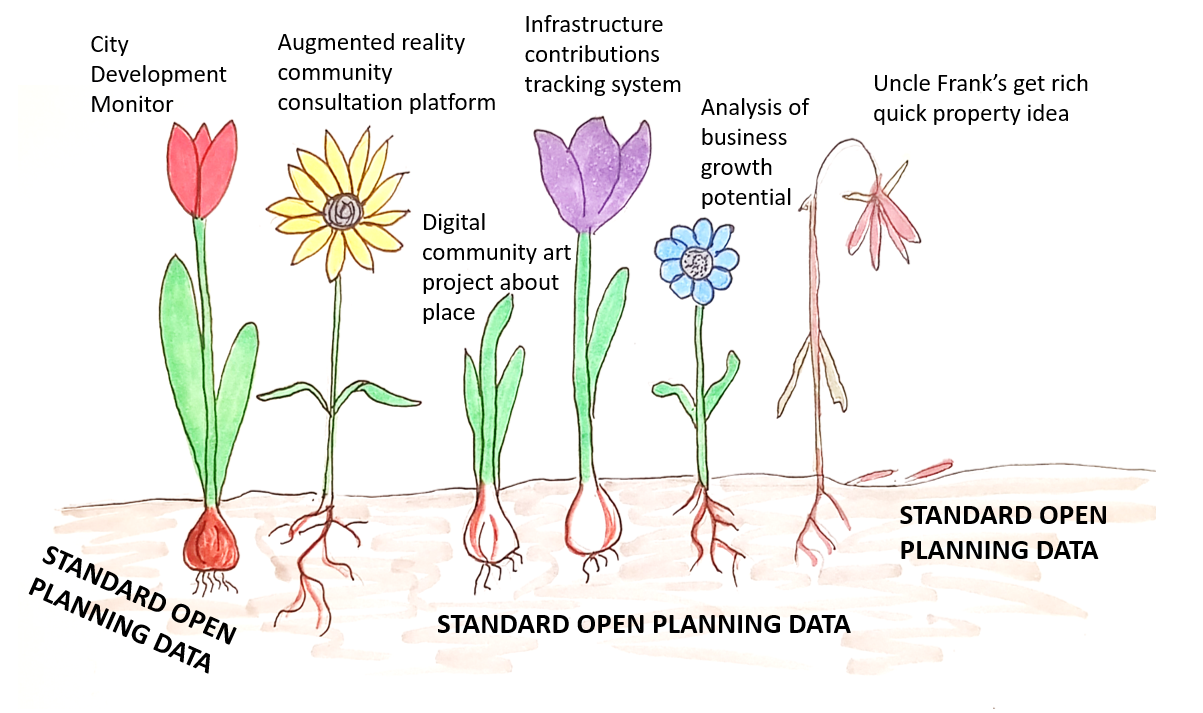 City
Development
Monitor
Augmented reality
community
consultation platform
Digital
community art
project about
place
Infrastructure
contributions
tracking system
Analysis of
business
growth
potential
Uncle Frank’s get rich
quick property idea
STANDARD OPEN
PLANNING DATA
STANDARD OPEN PLANNING DATA
STANDARD OPEN
PLANNING DATA